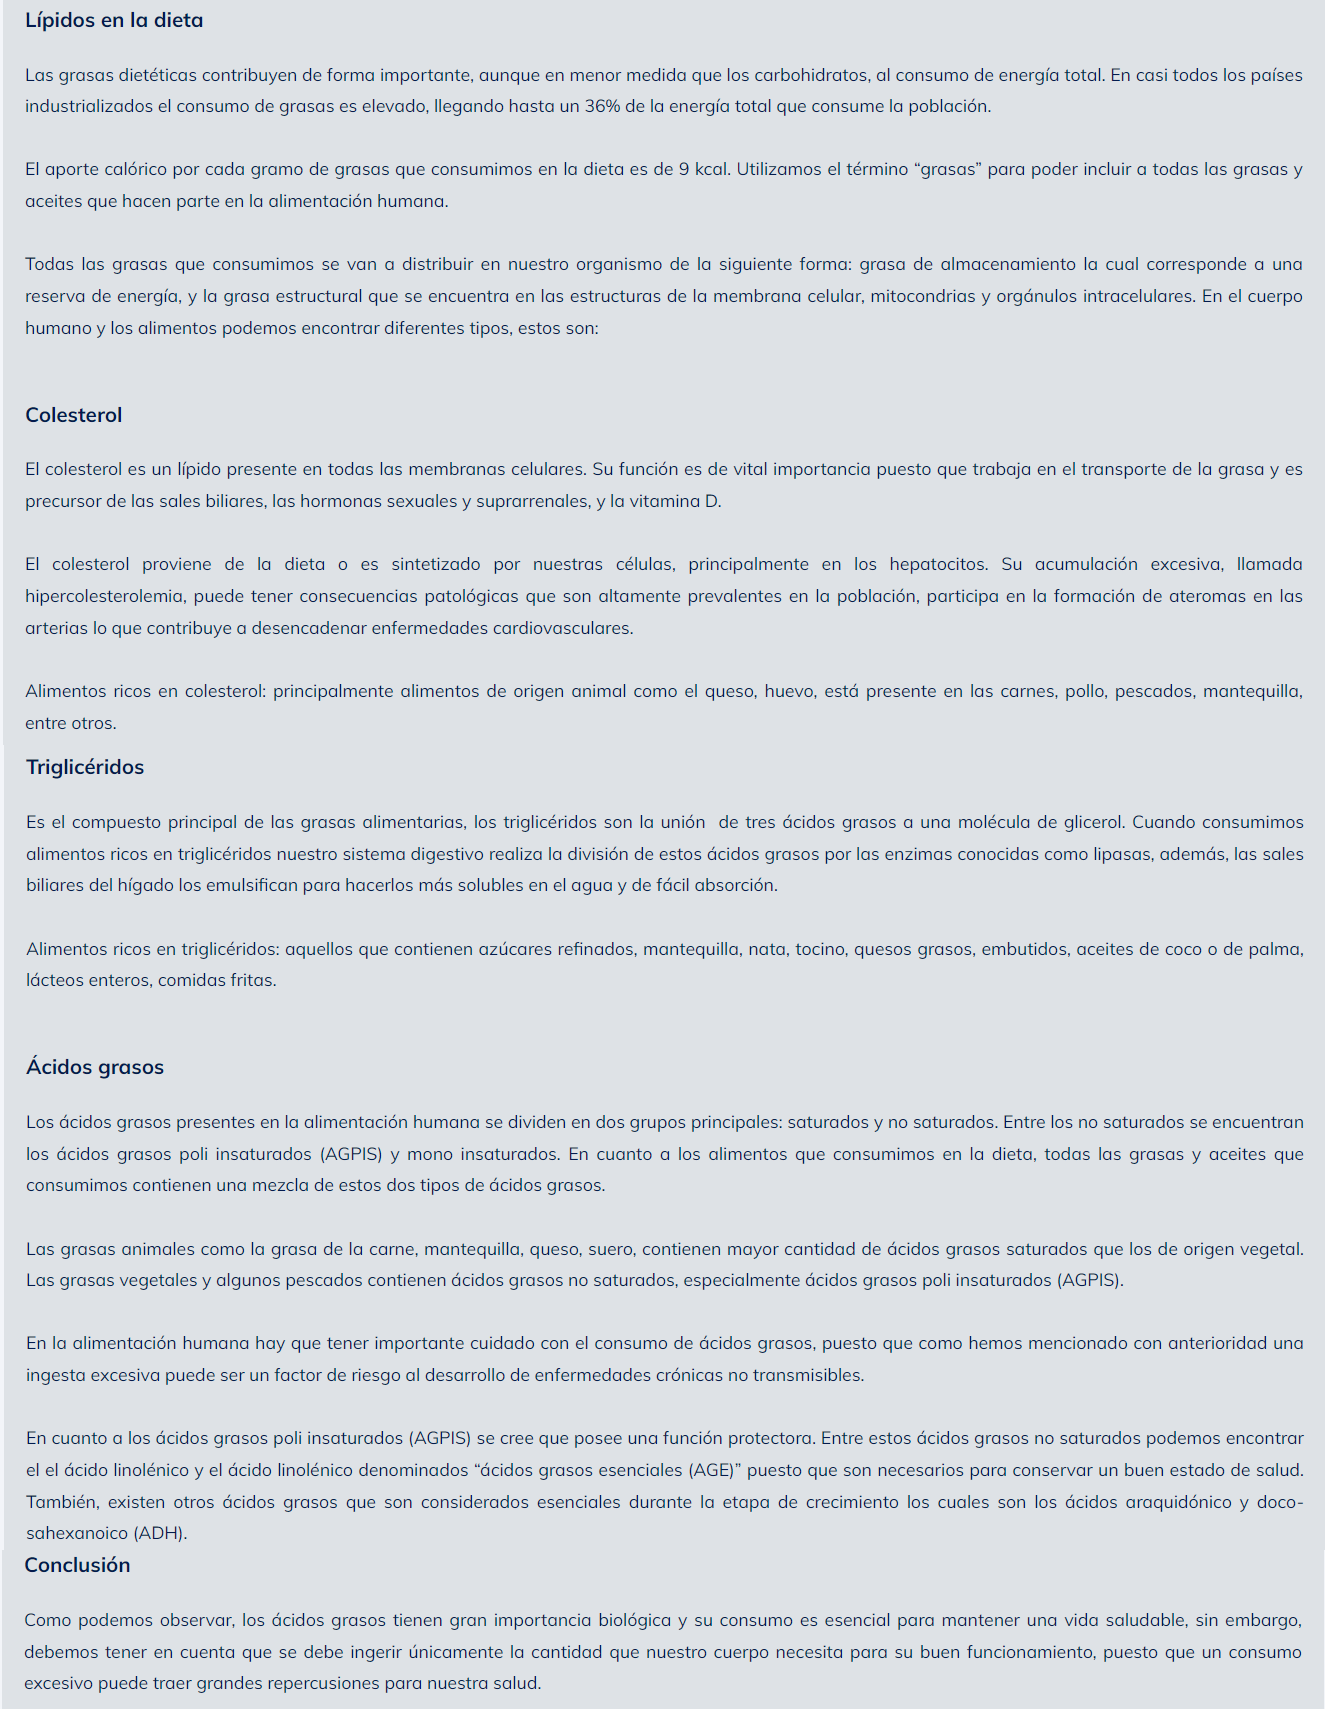 Lípidos en la dieta
Las grasas dietéticas contribuyen de forma importante, aunque en menor medida que los carbohidratos, al consumo de energía total. En casi todos los países
industrializados el consumo de grasas es elevado, llegando hasta un 36% de la energía total que consume la población.
El aporte calórico por cada gramo de grasas que consumimos en la dieta es de 9 kcal. Utilizamos el término “grasas” para poder incluir a todas las grasas y
aceites que hacen parte en la alimentación humana.
Todas las grasas que consumimos se van a distribuir en nuestro organismo de la siguiente forma: grasa de almacenamiento la cual corresponde a una
reserva de energía, y la grasa estructural que se encuentra en las estructuras de la membrana celular, mitocondrias y orgánulos intracelulares. En el cuerpo
humano y los alimentos podemos encontrar diferentes tipos, estos son:
Colesterol
El colesterol es un lípido presente en todas las membranas celulares. Su función es de vital importancia puesto que trabaja en el transporte de la grasa y es
precursor de las sales biliares, las hormonas sexuales y suprarrenales, y la vitamina D.
El colesterol proviene de la dieta o es sintetizado por nuestras células, principalmente en los hepatocitos. Su acumulación excesiva, llamada
hipercolesterolemia, puede tener consecuencias patológicas que son altamente prevalentes en la población, participa en la formación de ateromas en las
arterias lo que contribuye a desencadenar enfermedades cardiovasculares.
Alimentos ricos en colesterol: principalmente alimentos de origen animal como el queso, huevo, está presente en las carnes, pollo, pescados, mantequilla,
entre otros.
Triglicéridos
Es el compuesto principal de las grasas alimentarias, los triglicéridos son la unión  de tres ácidos grasos a una molécula de glicerol. Cuando consumimos
alimentos ricos en triglicéridos nuestro sistema digestivo realiza la división de estos ácidos grasos por las enzimas conocidas como lipasas, además, las sales
biliares del hígado los emulsifican para hacerlos más solubles en el agua y de fácil absorción.
Alimentos ricos en triglicéridos: aquellos que contienen azúcares refinados, mantequilla, nata, tocino, quesos grasos, embutidos, aceites de coco o de palma,
lácteos enteros, comidas fritas.
Ácidos grasos
Los ácidos grasos presentes en la alimentación humana se dividen en dos grupos principales: saturados y no saturados. Entre los no saturados se encuentran
los ácidos grasos poli insaturados (AGPIS) y mono insaturados. En cuanto a los alimentos que consumimos en la dieta, todas las grasas y aceites que
consumimos contienen una mezcla de estos dos tipos de ácidos grasos.
Las grasas animales como la grasa de la carne, mantequilla, queso, suero, contienen mayor cantidad de ácidos grasos saturados que los de origen vegetal.
Las grasas vegetales y algunos pescados contienen ácidos grasos no saturados, especialmente ácidos grasos poli insaturados (AGPIS).
En la alimentación humana hay que tener importante cuidado con el consumo de ácidos grasos, puesto que como hemos mencionado con anterioridad una
ingesta excesiva puede ser un factor de riesgo al desarrollo de enfermedades crónicas no transmisibles.
En cuanto a los ácidos grasos poli insaturados (AGPIS) se cree que posee una función protectora. Entre estos ácidos grasos no saturados podemos encontrar
el el ácido linolénico y el ácido linolénico denominados “ácidos grasos esenciales (AGE)” puesto que son necesarios para conservar un buen estado de salud.
También, existen otros ácidos grasos que son considerados esenciales durante la etapa de crecimiento los cuales son los ácidos araquidónico y doco-
sahexanoico (ADH).
Conclusión
Como podemos observar, los ácidos grasos tienen gran importancia biológica y su consumo es esencial para mantener una vida saludable, sin embargo,
debemos tener en cuenta que se debe ingerir únicamente la cantidad que nuestro cuerpo necesita para su buen funcionamiento, puesto que un consumo
excesivo puede traer grandes repercusiones para nuestra salud.